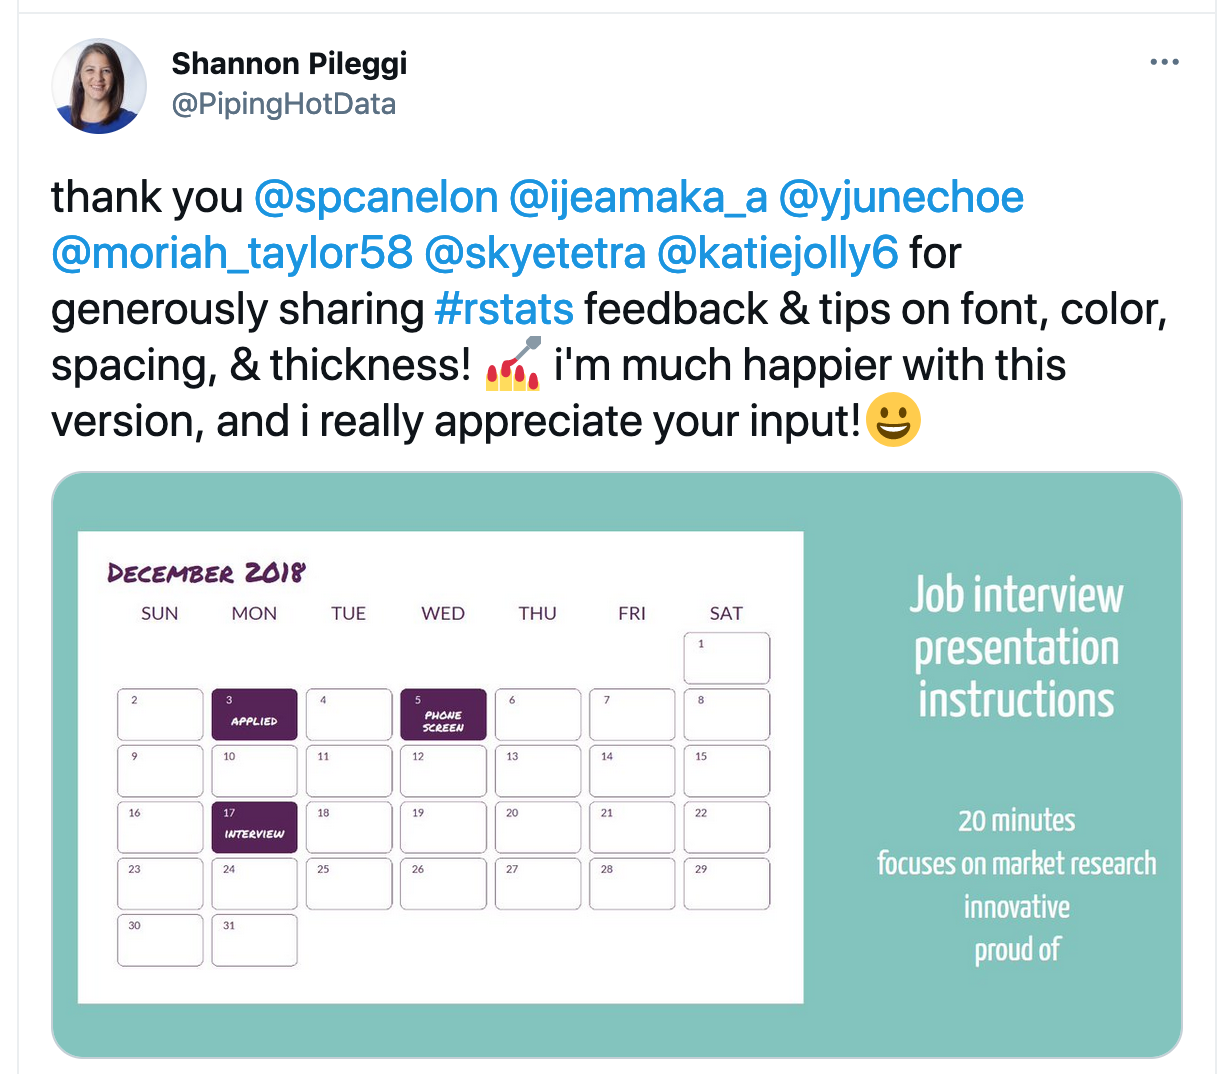 Shannon Pileggi
@PipingHotData
thank you @spcanelon @ijeamaka_a @yjunechoe
@moriah_taylor58 @skyetetra @katiejolly6 for
generously sharing #rstats feedback & tips on font, color,
spacing, & thickness! 💅 i'm much happier with this
version, and i really appreciate your input!😃
DECEMBER 2018
SUN MON TUE WED THU FRI SAT
1
2 3 4 5 6 7 8
APPLIED PHONE
SCREEN
9 10 11 12 13 14 15
16 17 18 19 20 21 22
INTERVIEW
23 24 25 26 27 28 29
30 31
Job interview
presentation
instructions
20 minutes
focuses on market research
innovative
proud of